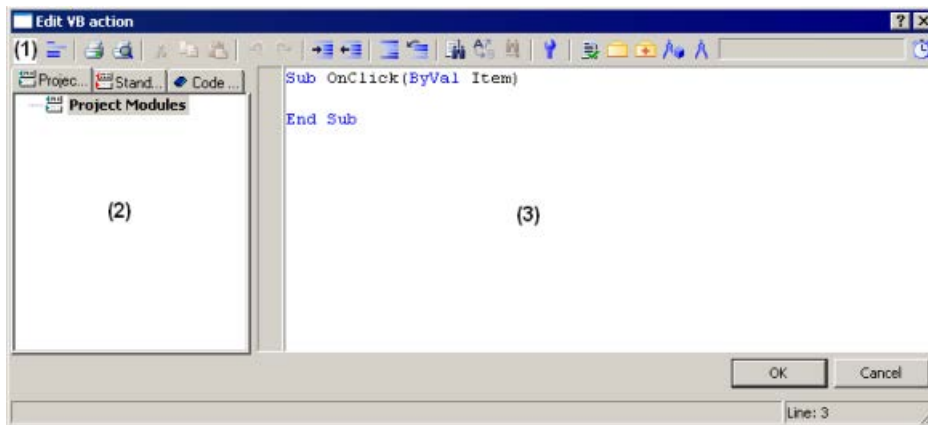 Edit VB action
(1)
Projec... Stand... Code ...
Project Modules
(2)
Sub OnClick(ByVal Item)
End Sub
(3)
OK Cancel
Line: 3